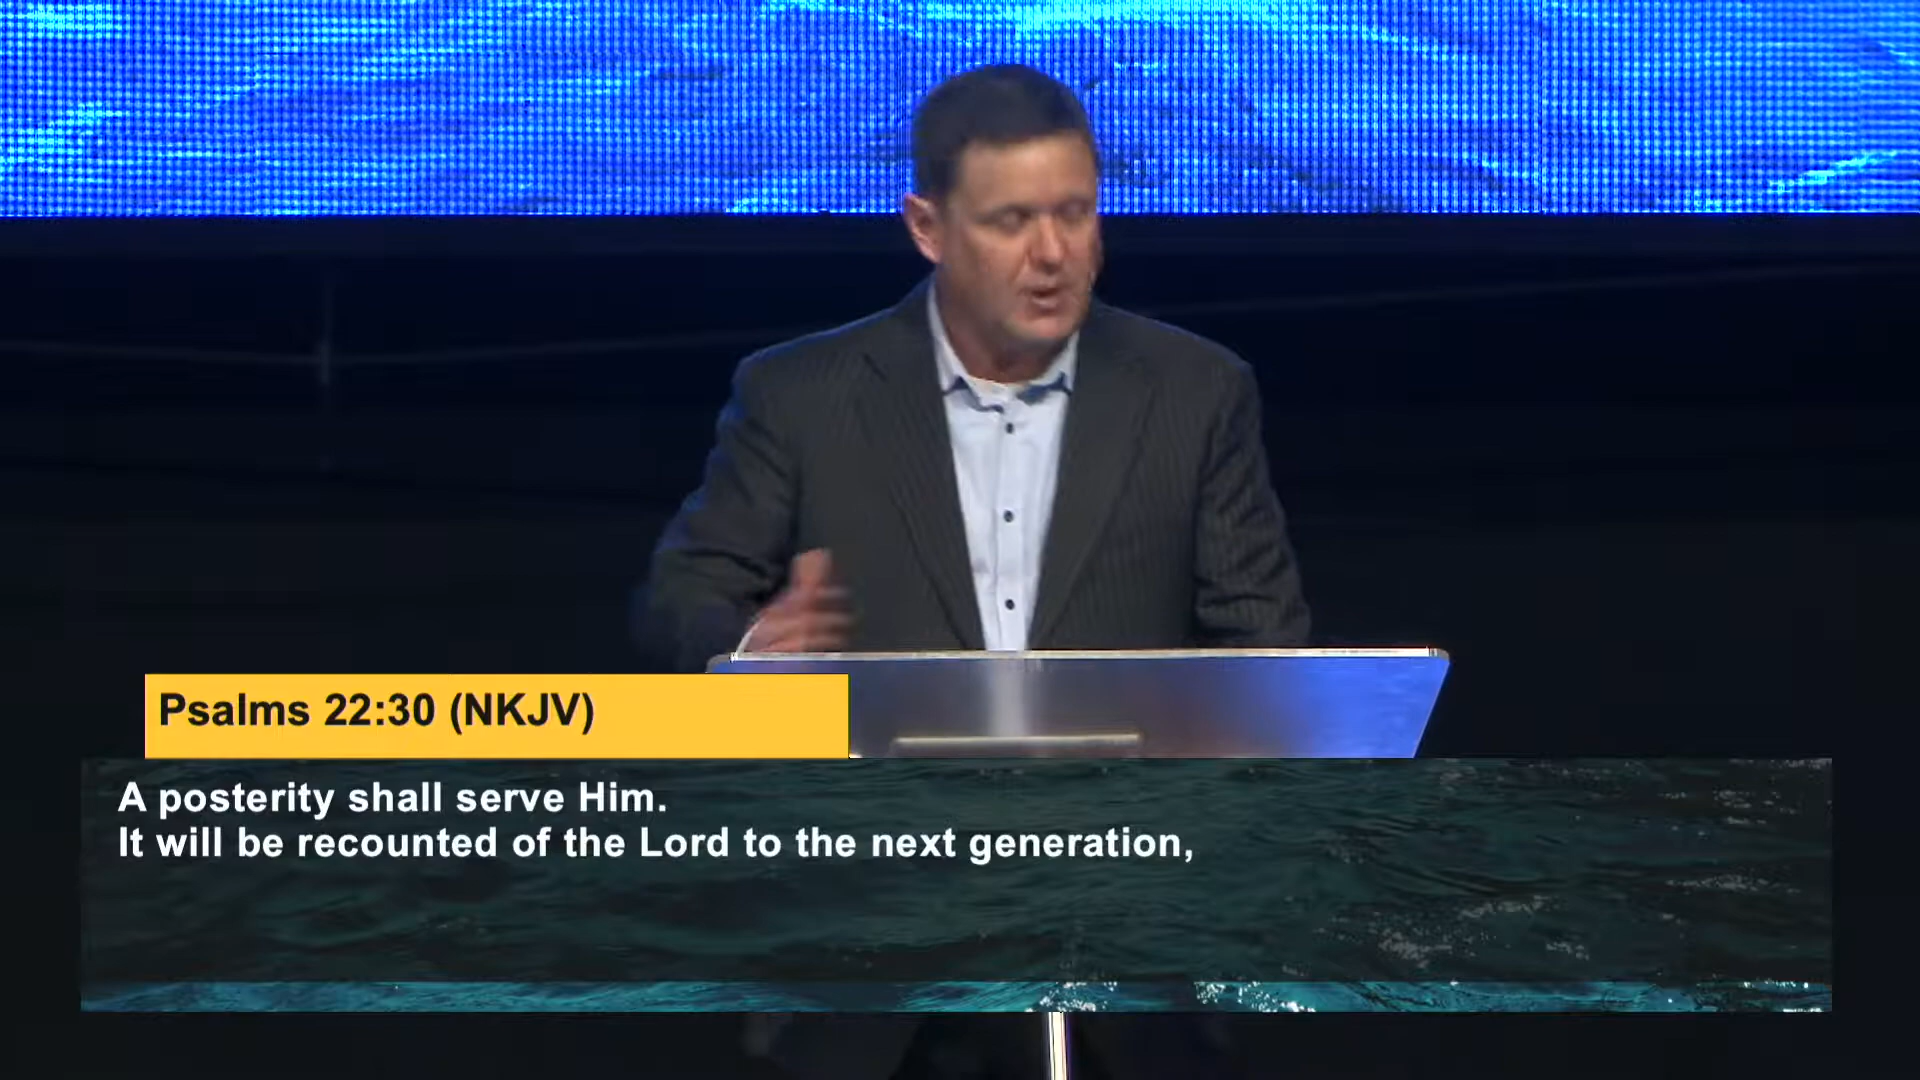 Psalms 22:30 (NKJV)
A posterity shall serve Him.
It will be recounted of the Lord to the next generation,